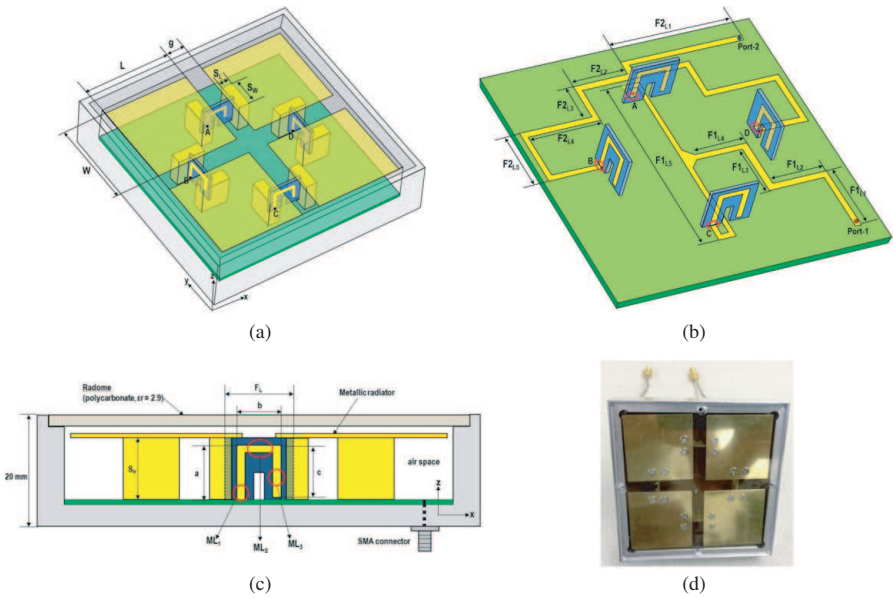 L
g
S_L
S_W
A
D
B
C
W
z
y
x
(a)
F2_L1
Port-2
F2_L2
A
F2_L3
D
F1_L4
F2_L4
F1_L5
B
F2_L5
F1_L3
F1_L2
F1_L1
C
Port-1
(b)
Radome
(polycarbonate, εr = 2.9)
F_L
Metallic radiator
b
20 mm
S_H
a
c
air space
z
x
ML_1
ML_2
ML_3
SMA connector
(c)
(d)